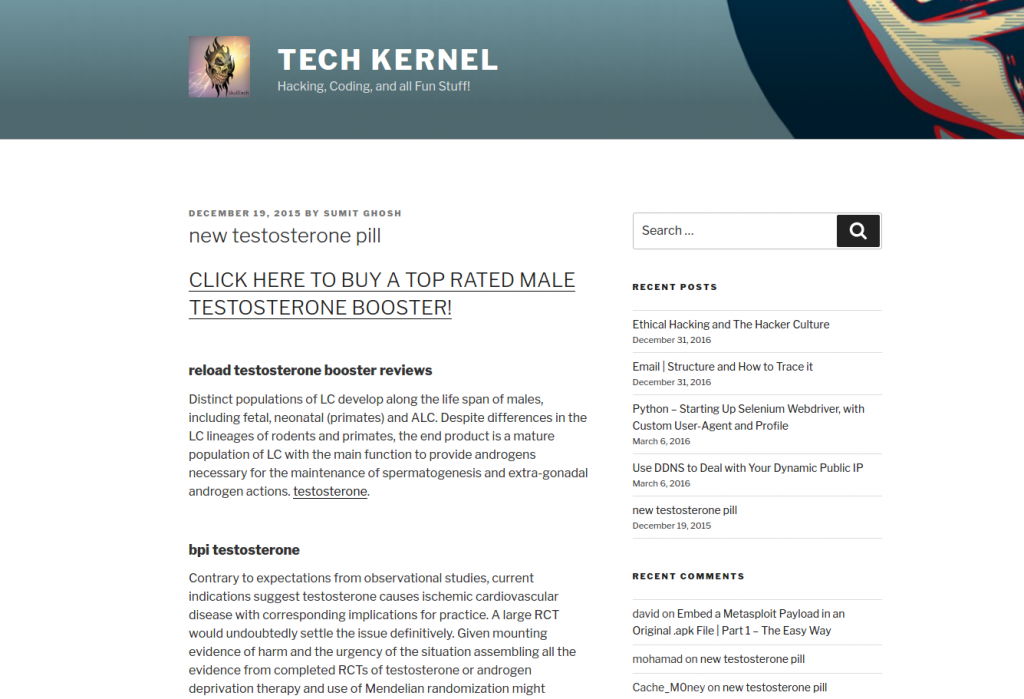 TECH KERNEL
Hacking, Coding, and all Fun Stuff!
DECEMBER 19, 2015 BY SUMIT GHOSH
new testosterone pill
CLICK HERE TO BUY A TOP RATED MALE
TESTOSTERONE BOOSTER!
reload testosterone booster reviews
Distinct populations of LC develop along the life span of males,
including fetal, neonatal (primates) and ALC. Despite differences in the
LC lineages of rodents and primates, the end product is a mature
population of LC with the main function to provide androgens
necessary for the maintenance of spermatogenesis and extra-gonadal
androgen actions. testosterone.
bpi testosterone
Contrary to expectations from observational studies, current
indications suggest testosterone causes ischemic cardiovascular
disease with corresponding implications for practice. A large RCT
would undoubtedly settle the issue definitively. Given mounting
evidence of harm and the urgency of the situation assembling all the
evidence from completed RCTs of testosterone or androgen
deprivation therapy and use of Mendelian randomization might
Search …
RECENT POSTS
Ethical Hacking and The Hacker Culture
December 31, 2016
Email | Structure and How to Trace it
December 31, 2016
Python – Starting Up Selenium Webdriver, with
Custom User-Agent and Profile
March 6, 2016
Use DDNS to Deal with Your Dynamic Public IP
March 6, 2016
new testosterone pill
December 19, 2015
RECENT COMMENTS
david on Embed a Metasploit Payload in an
Original .apk File | Part 1 – The Easy Way
mohamad on new testosterone pill
Cache_M0ney on new testosterone pill